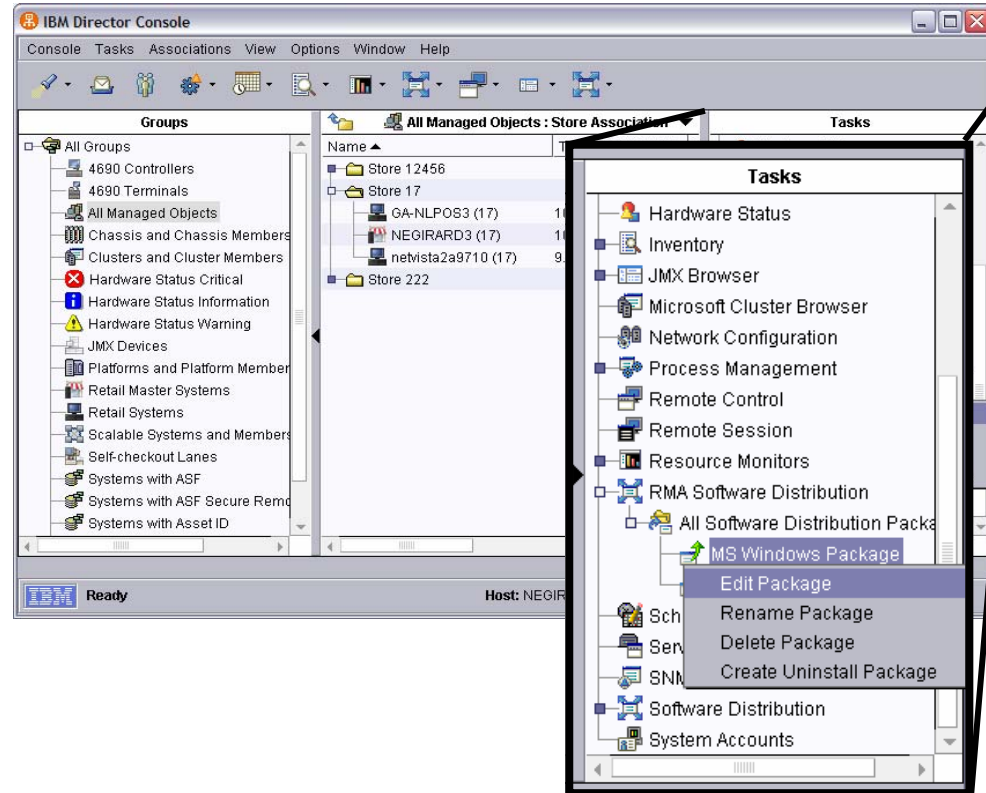 IBM Director Console
Console Tasks Associations View Options Window Help
Groups
All Groups
4690 Controllers
4690 Terminals
All Managed Objects
Chassis and Chassis Members
Clusters and Cluster Members
Hardware Status Critical
Hardware Status Information
Hardware Status Warning
JMX Devices
Platforms and Platform Member
Retail Master Systems
Retail Systems
Scalable Systems and Members
Self-checkout Lanes
Systems with ASF
Systems with ASF Secure Remo
Systems with Asset ID
All Managed Objects : Store Association
Name
Store 12456
Store 17
GA-NLPOS3 (17)
NEGIRARD3 (17)
netvista2a9710 (17) 9.
Store 222
Tasks
Tasks
Hardware Status
Inventory
JMX Browser
Microsoft Cluster Browser
Network Configuration
Process Management
Remote Control
Remote Session
Resource Monitors
RMA Software Distribution
All Software Distribution Packa
MS Windows Package
Edit Package
Rename Package
Delete Package
Create Uninstall Package
Sch
Serv
SNM
Software Distribution
System Accounts
IBM Ready
Host: NEGIR